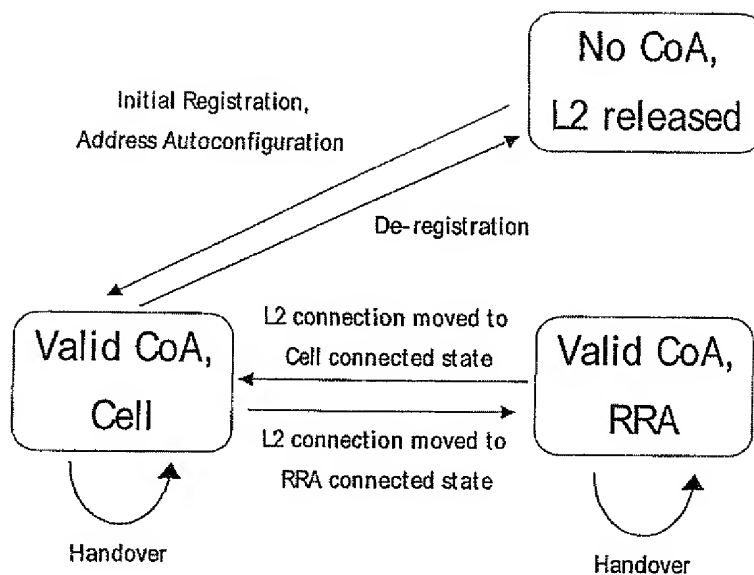 No CoA,
L2 released
Initial Registration,
Address Autoconfiguration
De-registration
Valid CoA,
Cell
L2 connection moved to
Cell connected state
L2 connection moved to
RRA connected state
Valid CoA,
RRA
Handover
Handover